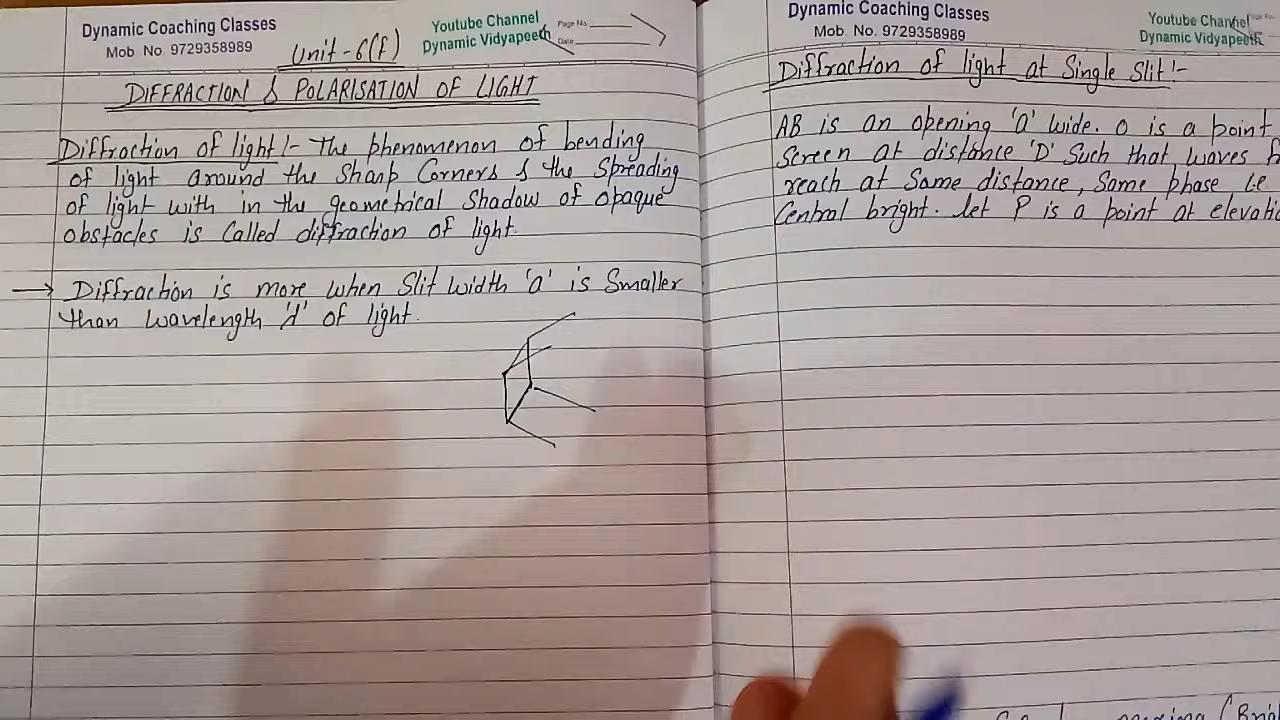 Dynamic Coaching Classes
Mob No. 9729358989
Youtube Channel
Dynamic Vidyapeeth
Page No.
Date
Unit-6(f)
DIFFRACTION & POLARISATION OF LIGHT
Diffraction of light :- The phenomenon of bending
of light around the Sharp Corners & the Spreading
of light with in the geometrical Shadow of opaque
obstacles is Called diffraction of light.
→ Diffraction is more when Slit width 'a' is Smaller
than wavelength 'λ' of light.
Dynamic Coaching Classes
Mob No. 9729358989
Youtube Channel
Dynamic Vidyapeeth
Diffraction of light at Single Slit :-
AB is an opening 'a' wide. O is a point
Screen at distance 'D' Such that waves
reach at Same distance, Same phase i.e
Central bright. Let P is a point at